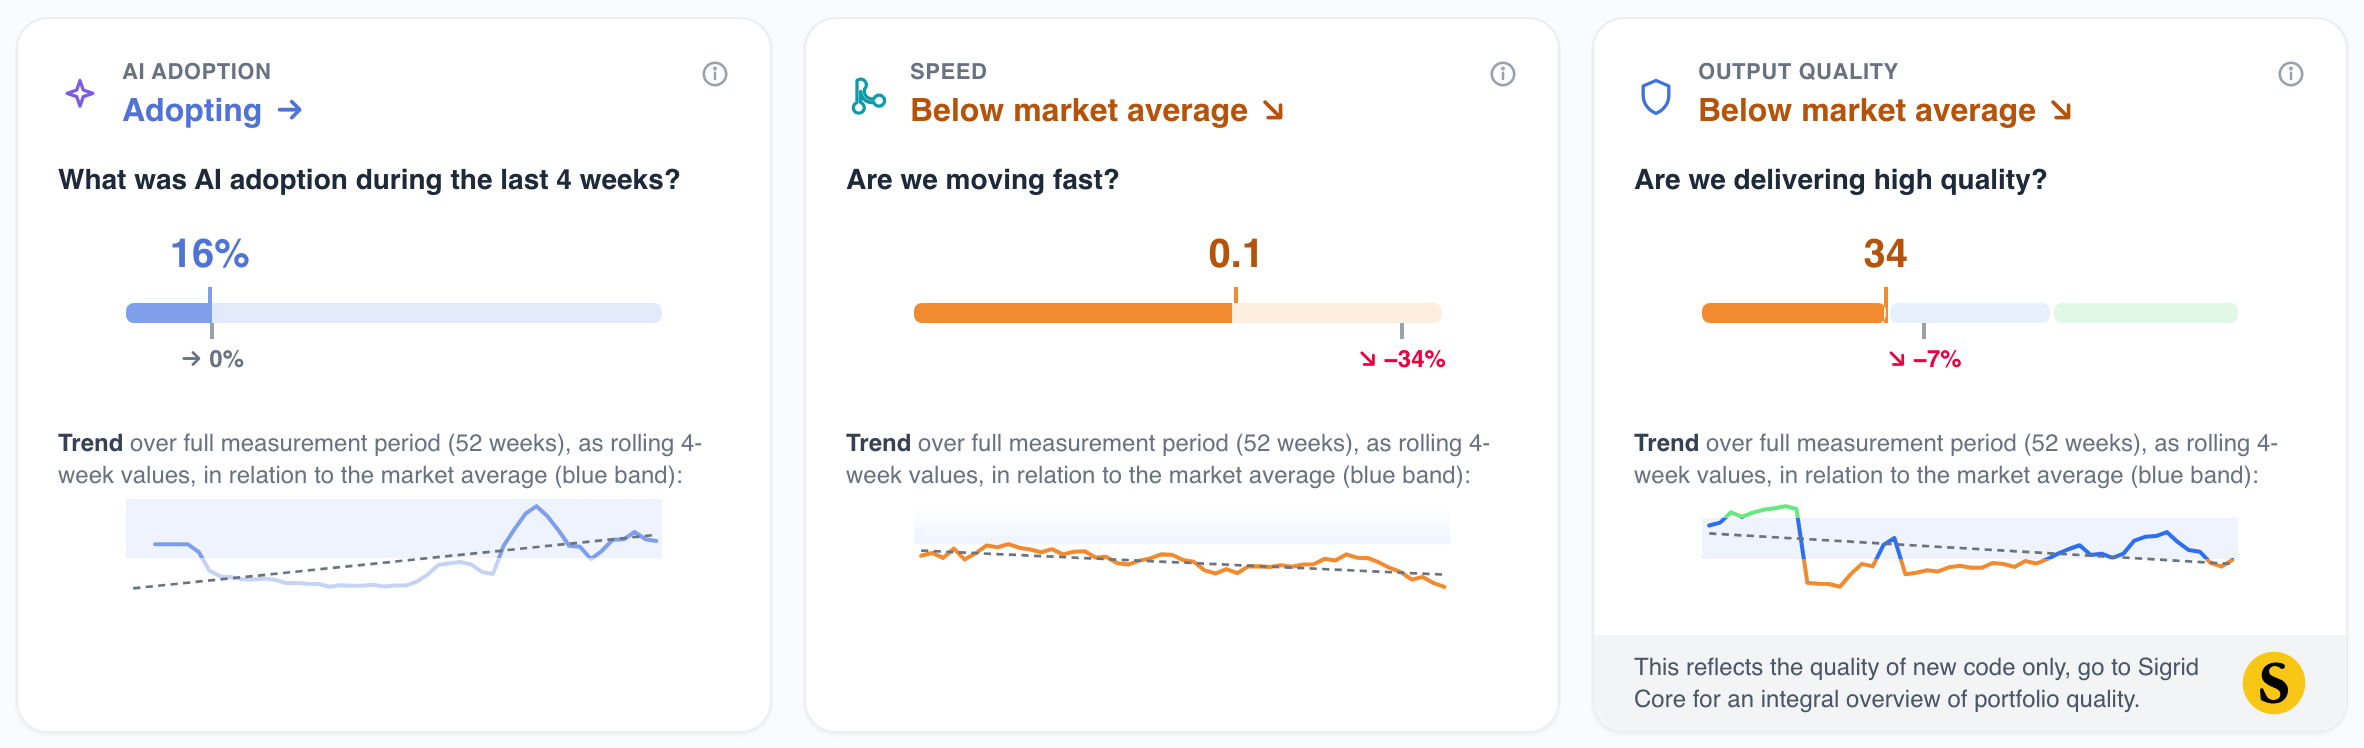 AI ADOPTION
Adopting →
What was AI adoption during the last 4 weeks?
16%
→ 0%
Trend over full measurement period (52 weeks), as rolling 4-
week values, in relation to the market average (blue band):
SPEED
Below market average ↘
Are we moving fast?
0.1
↘ –34%
Trend over full measurement period (52 weeks), as rolling 4-
week values, in relation to the market average (blue band):
OUTPUT QUALITY
Below market average ↘
Are we delivering high quality?
34
↘ –7%
Trend over full measurement period (52 weeks), as rolling 4-
week values, in relation to the market average (blue band):
This reflects the quality of new code only, go to Sigrid
Core for an integral overview of portfolio quality.
S